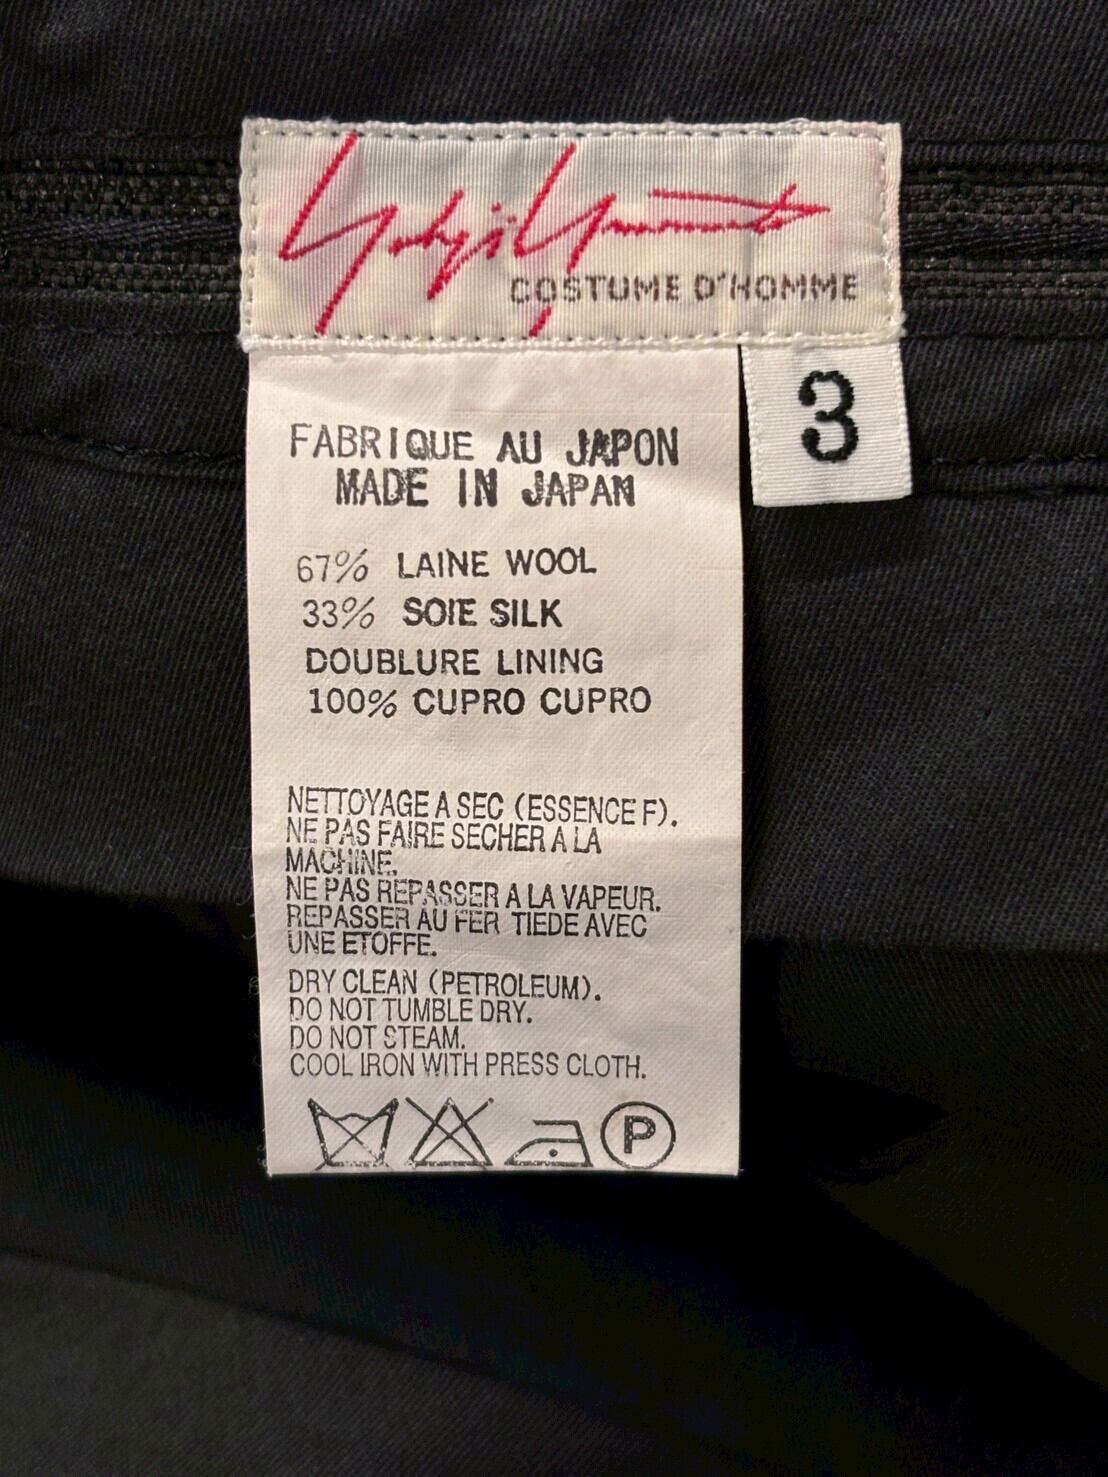 Yohji Yamamoto
COSTUME D'HOMME
3
FABRIQUE AU JAPON
MADE IN JAPAN
67% LAINE WOOL
33% SOIE SILK
DOUBLURE LINING
100% CUPRO CUPRO
NETTOYAGE A SEC (ESSENCE F).
NE PAS FAIRE SECHER A LA
MACHINE.
NE PAS REPASSER A LA VAPEUR.
REPASSER AU FER TIEDE AVEC
UNE ETOFFE.
DRY CLEAN (PETROLEUM).
DO NOT TUMBLE DRY.
DO NOT STEAM.
COOL IRON WITH PRESS CLOTH.
P